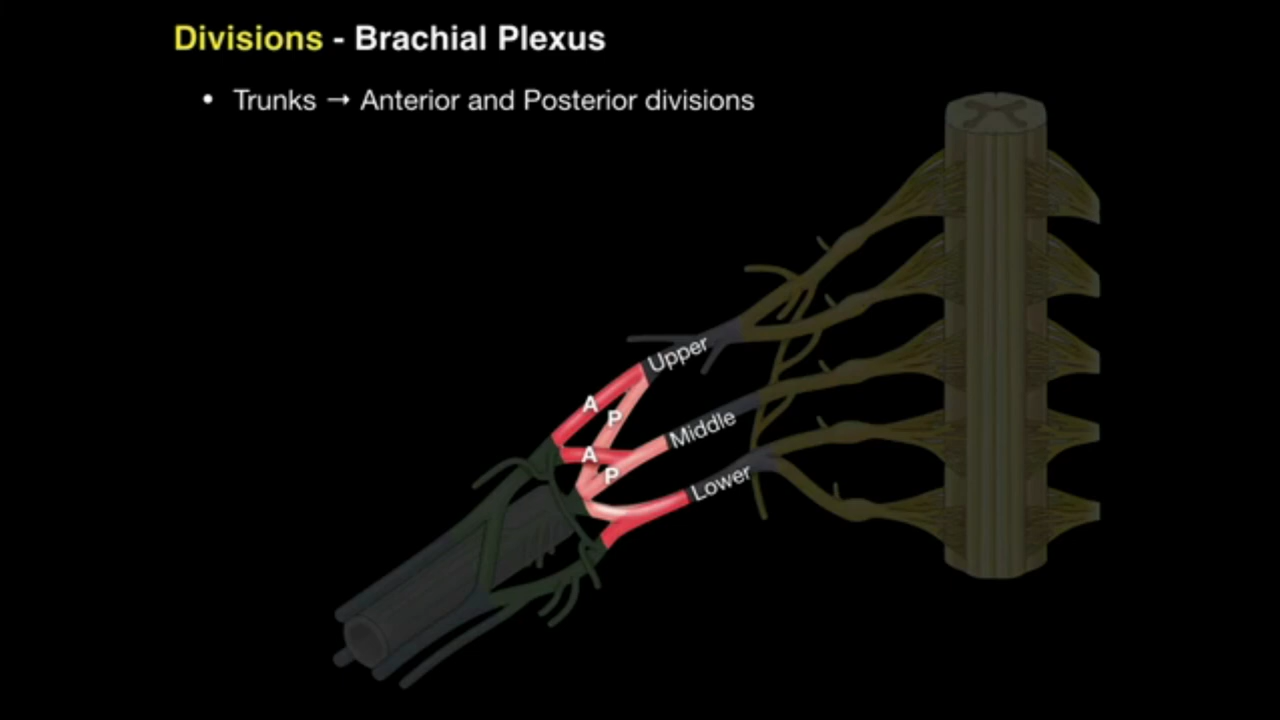 Divisions - Brachial Plexus
• Trunks → Anterior and Posterior divisions
Upper
A
P
Middle
A
P
Lower